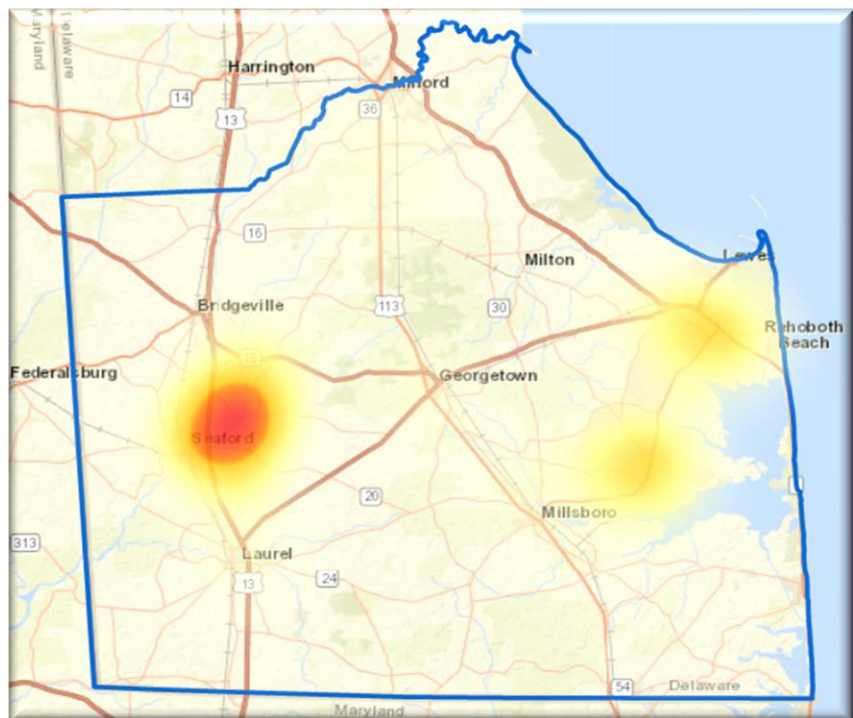 Maryland
Delaware
Harrington
Milford
14
36
13
16
Milton
Lewes
Bridgeville
113
30
Rehoboth
Beach
18
Federalsburg
Georgetown
Seaford
20
Millsboro
313
Laurel
13
24
54
Delaware
Maryland